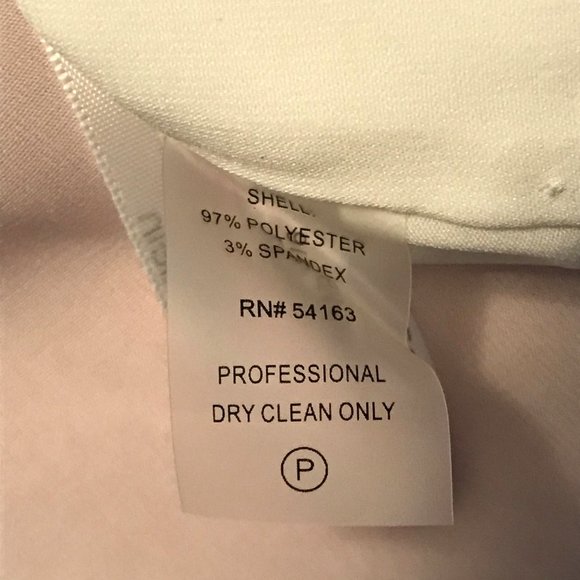 SHELL:
97% POLYESTER
3% SPANDEX
RN# 54163
PROFESSIONAL
DRY CLEAN ONLY
P